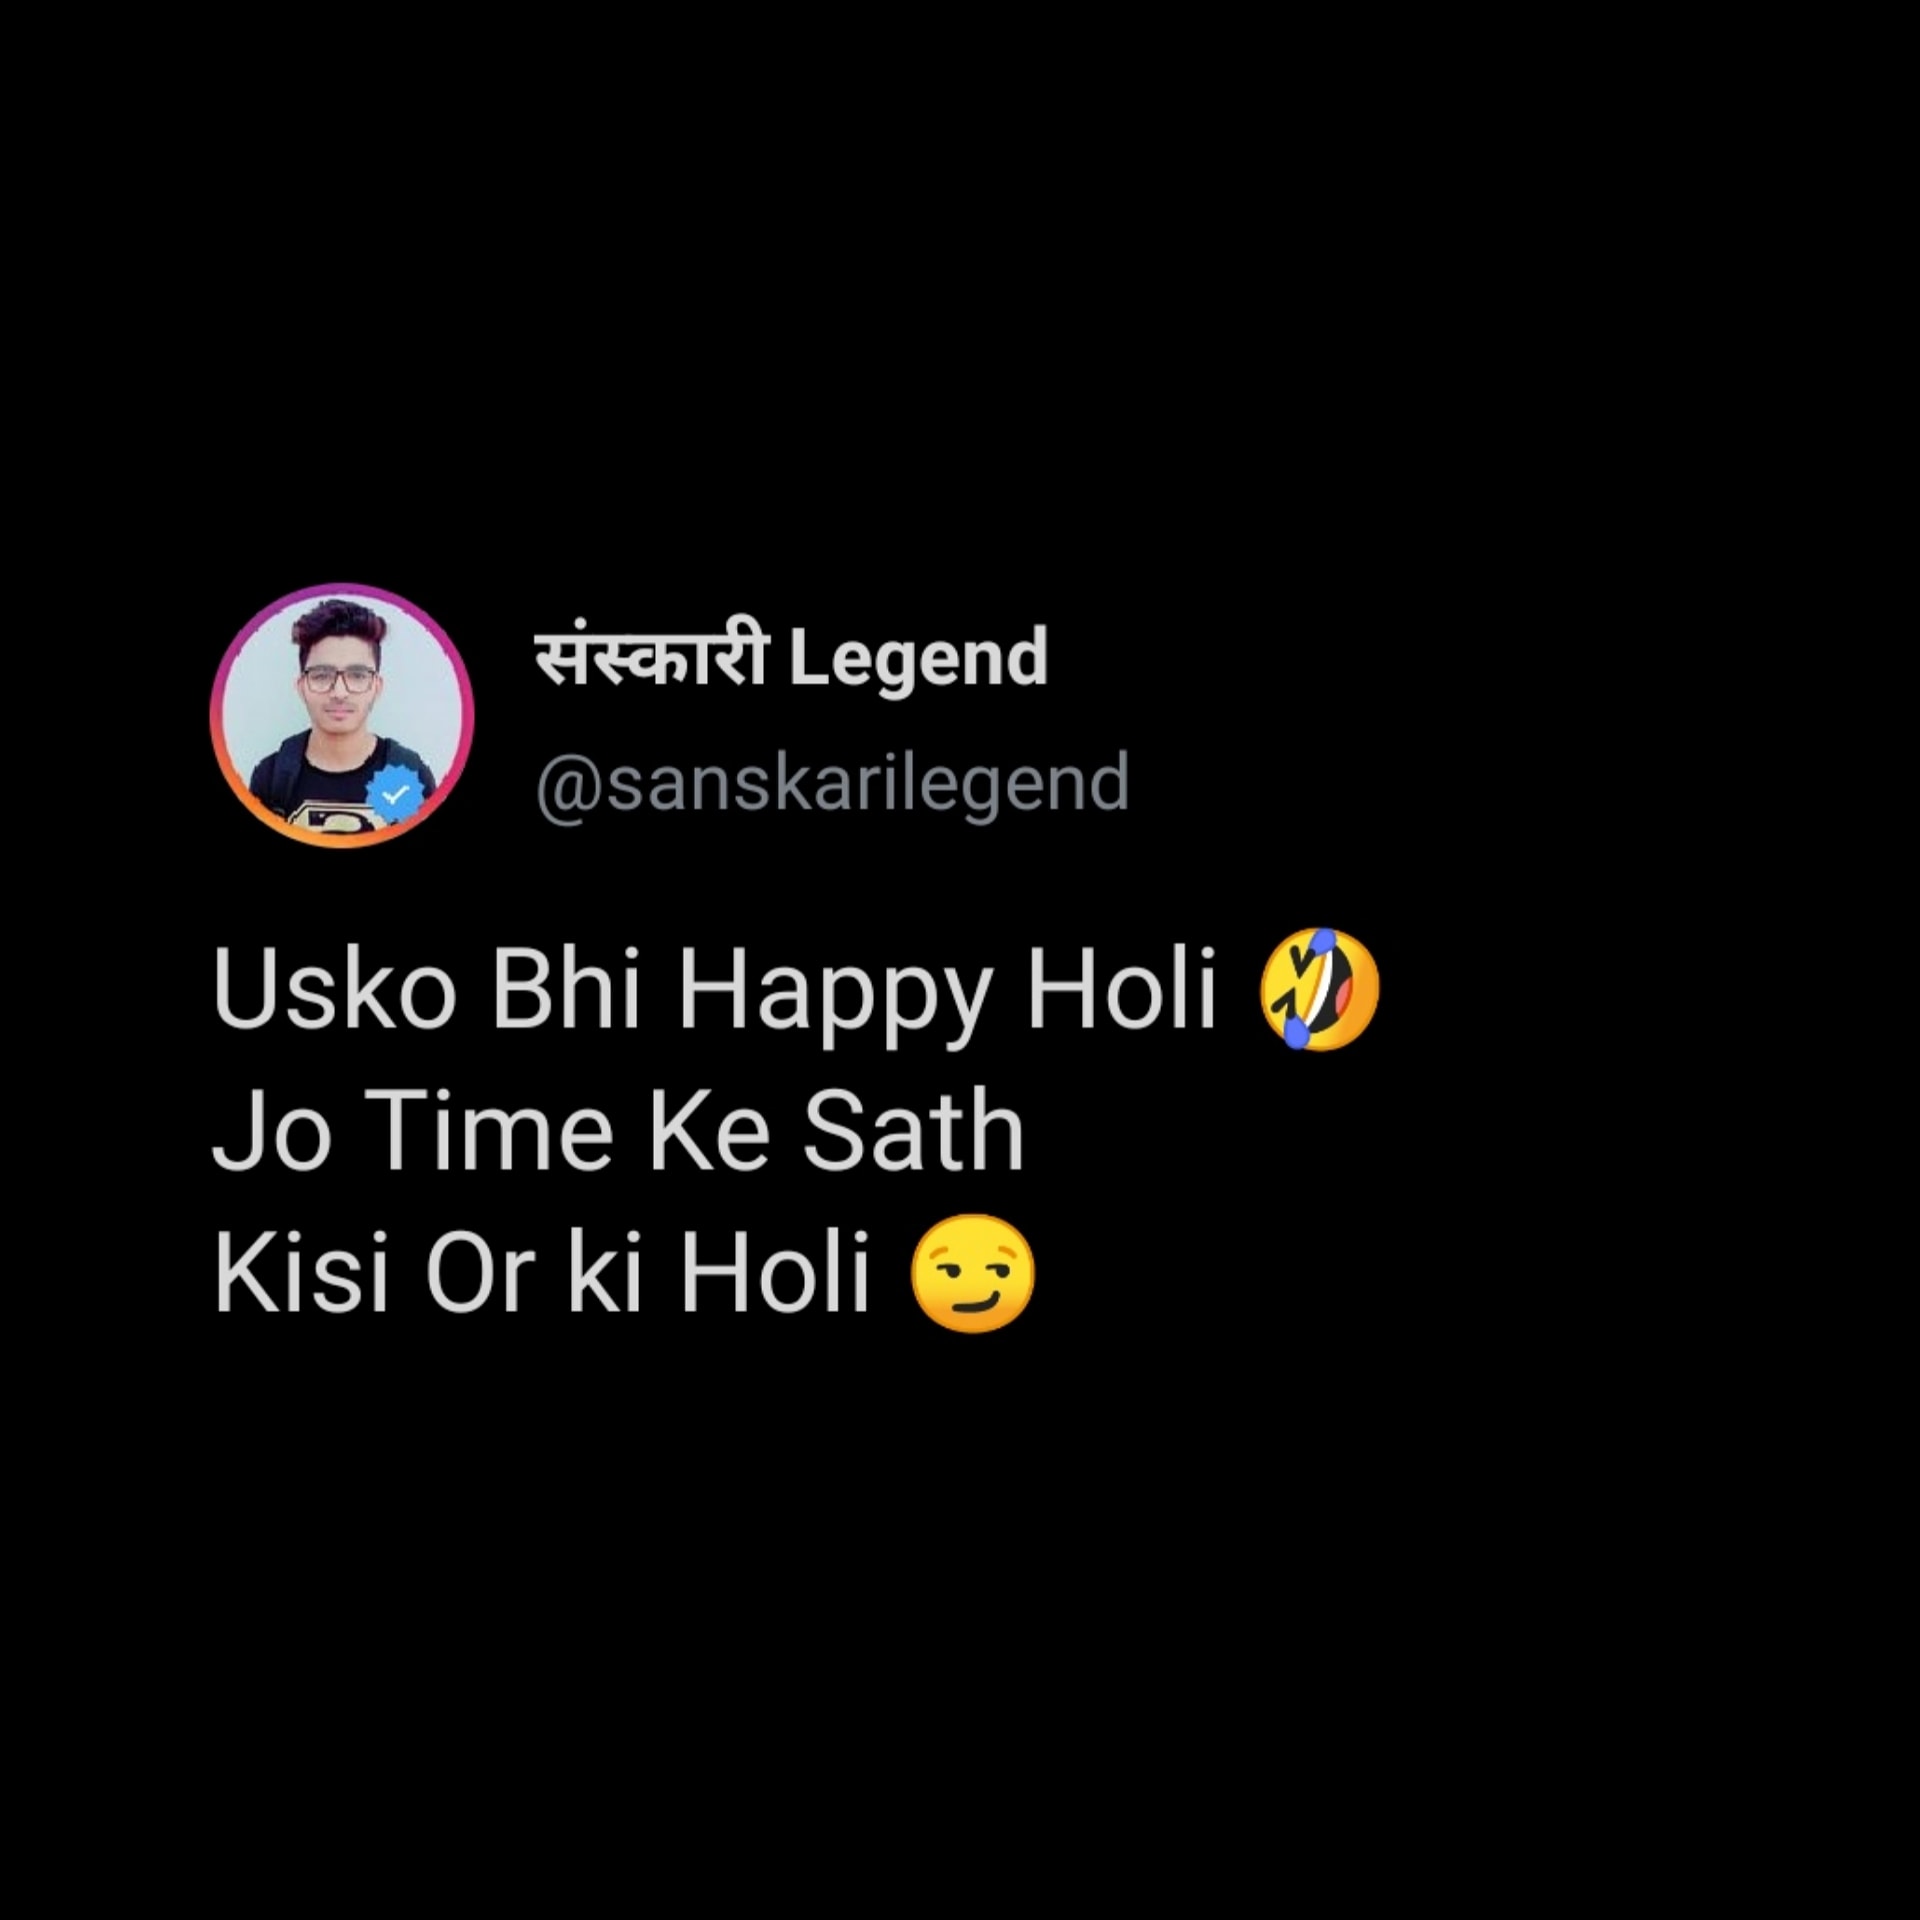 संस्कारी Legend
@sanskarilegend
Usko Bhi Happy Holi 🤣
Jo Time Ke Sath
Kisi Or ki Holi 😏